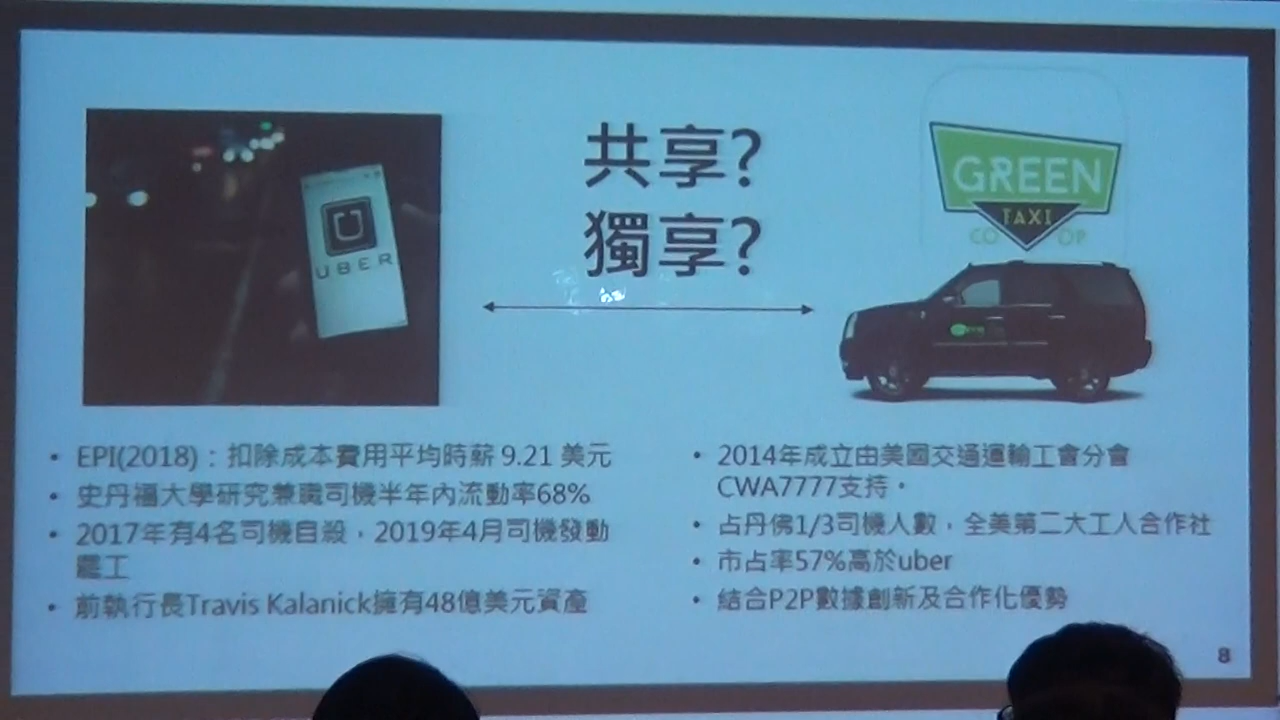 共享?
獨享?
U
UBER
GREEN
TAXI
CO OP
• EPI(2018)：扣除成本費用平均時薪 9.21 美元
• 史丹福大學研究兼職司機半年內流動率68%
• 2017年有4名司機自殺，2019年4月司機發動
罷工
• 前執行長Travis Kalanick擁有48億美元資產
• 2014年成立由美國交通運輸工會分會
CWA7777支持。
• 占丹佛1/3司機人數，全美第二大工人合作社
• 市占率57%高於uber
• 結合P2P數據創新及合作化優勢
8